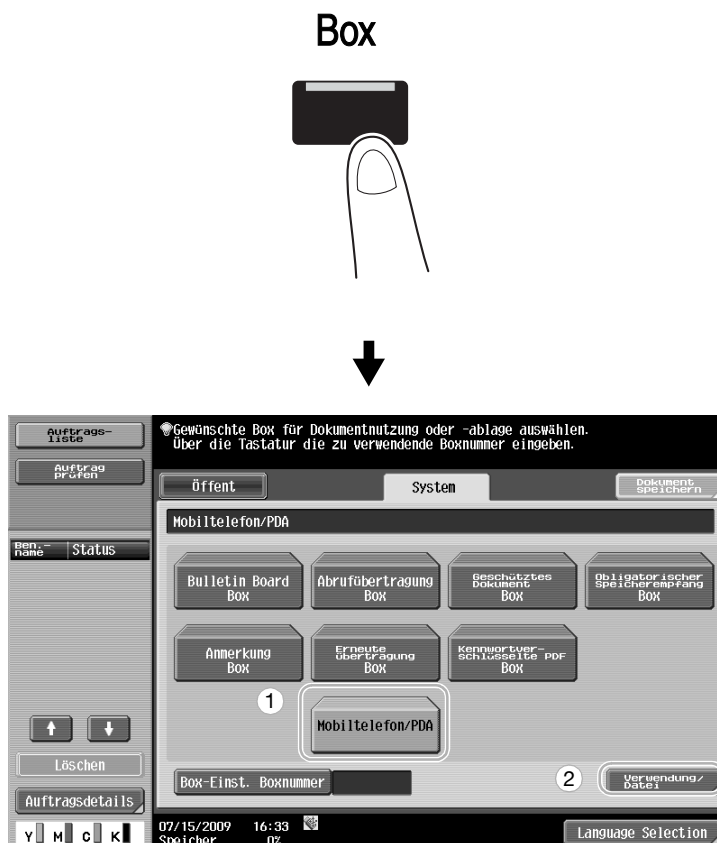 Box
Auftrags-
liste
Gewünschte Box für Dokumentnutzung oder -ablage auswählen.
Über die Tastatur die zu verwendende Boxnummer eingeben.
Auftrag
prüfen
Öffent
System
Dokument
speichern
Mobiltelefon/PDA
Ben.-
name
Status
Bulletin Board
Box
Abrufübertragung
Box
Geschütztes
Dokument
Box
Obligatorischer
Speicherempfang
Box
Anmerkung
Box
Erneute
übertragung
Box
Kennwortver-
schlüsselte PDF
Box
1
Mobiltelefon/PDA
Löschen
Box-Einst. Boxnummer
2
Verwendung/
Datei
Auftragsdetails
Y M C K
07/15/2009 16:33
Speicher 0%
Language Selection